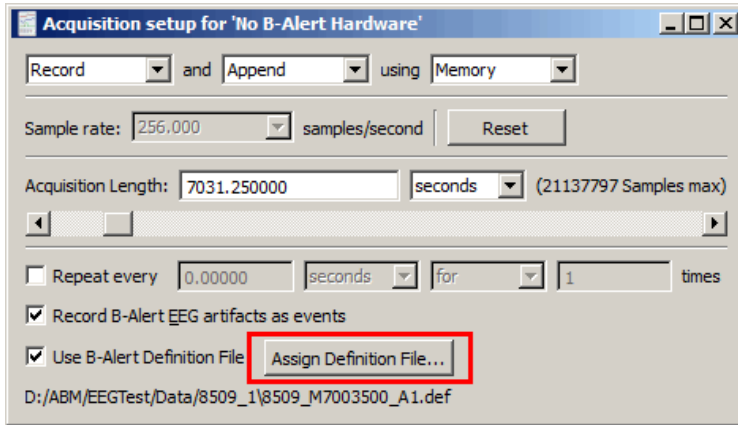 Acquisition setup for 'No B-Alert Hardware'
Record and Append using Memory
Sample rate: 256.000 samples/second Reset
Acquisition Length: 7031.250000 seconds (21137797 Samples max)
Repeat every 0.00000 seconds for 1 times
Record B-Alert EEG artifacts as events
Use B-Alert Definition File Assign Definition File...
D:/ABM/EEGTest/Data/8509_1\8509_M7003500_A1.def